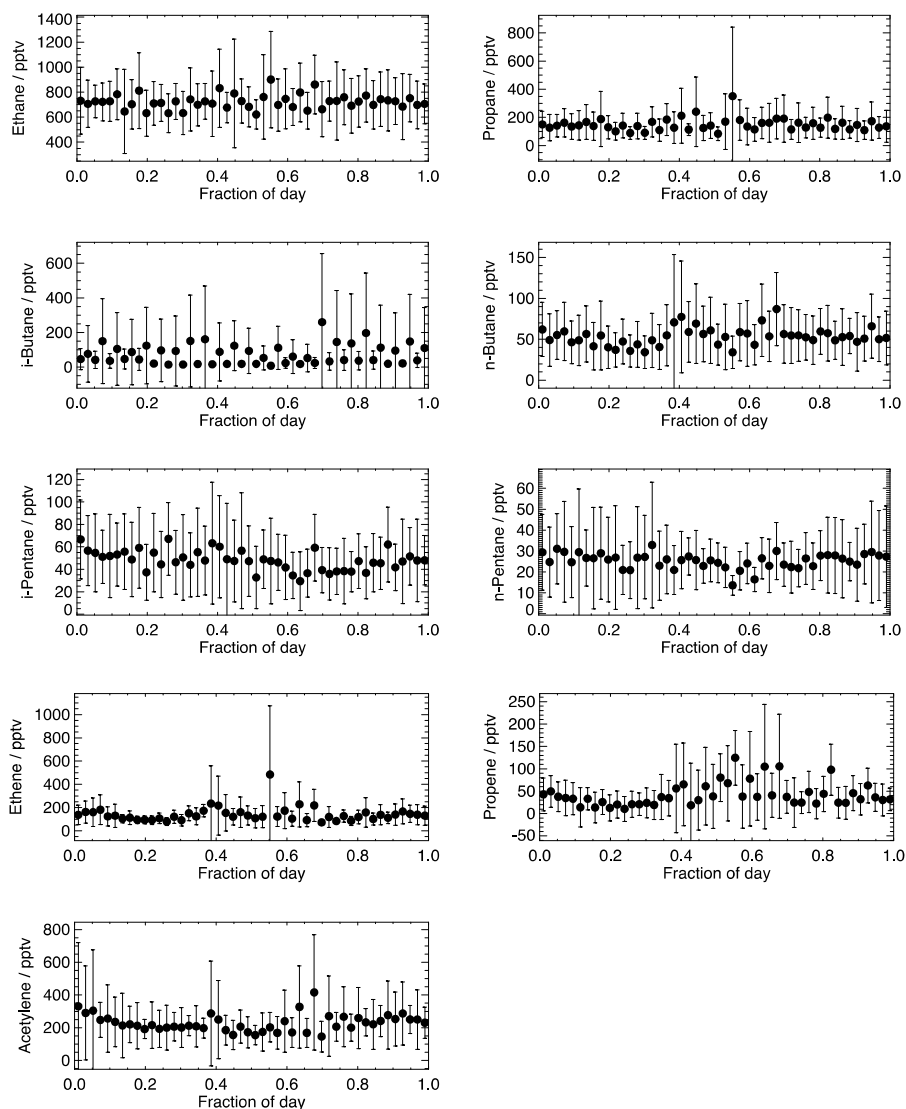 1400
1200
1000
800
600
400
Ethane / pptv
0.0 0.2 0.4 0.6 0.8 1.0
Fraction of day
800
600
400
200
0
Propane / pptv
0.0 0.2 0.4 0.6 0.8 1.0
Fraction of day
600
400
200
0
i-Butane / pptv
0.0 0.2 0.4 0.6 0.8 1.0
Fraction of day
150
100
50
0
n-Butane / pptv
0.0 0.2 0.4 0.6 0.8 1.0
Fraction of day
120
100
80
60
40
20
0
i-Pentane / pptv
0.0 0.2 0.4 0.6 0.8 1.0
Fraction of day
60
50
40
30
20
10
0
n-Pentane / pptv
0.0 0.2 0.4 0.6 0.8 1.0
Fraction of day
1000
800
600
400
200
0
Ethene / pptv
0.0 0.2 0.4 0.6 0.8 1.0
Fraction of day
250
200
150
100
50
0
-50
Propene / pptv
0.0 0.2 0.4 0.6 0.8 1.0
Fraction of day
800
600
400
200
0
Acetylene / pptv
0.0 0.2 0.4 0.6 0.8 1.0
Fraction of day